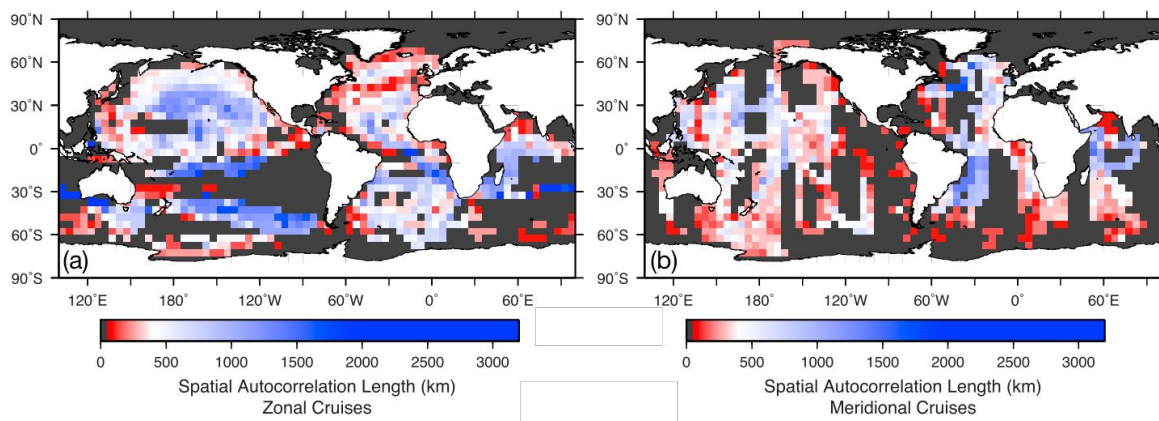 90˚N
60˚N
30˚N
0˚
30˚S
60˚S
90˚S
(a)
120˚E 180˚ 120˚W 60˚W 0˚ 60˚E
0 500 1000 1500 2000 2500 3000
Spatial Autocorrelation Length (km)
Zonal Cruises
90˚N
60˚N
30˚N
0˚
30˚S
60˚S
90˚S
(b)
120˚E 180˚ 120˚W 60˚W 0˚ 60˚E
0 500 1000 1500 2000 2500 3000
Spatial Autocorrelation Length (km)
Meridional Cruises